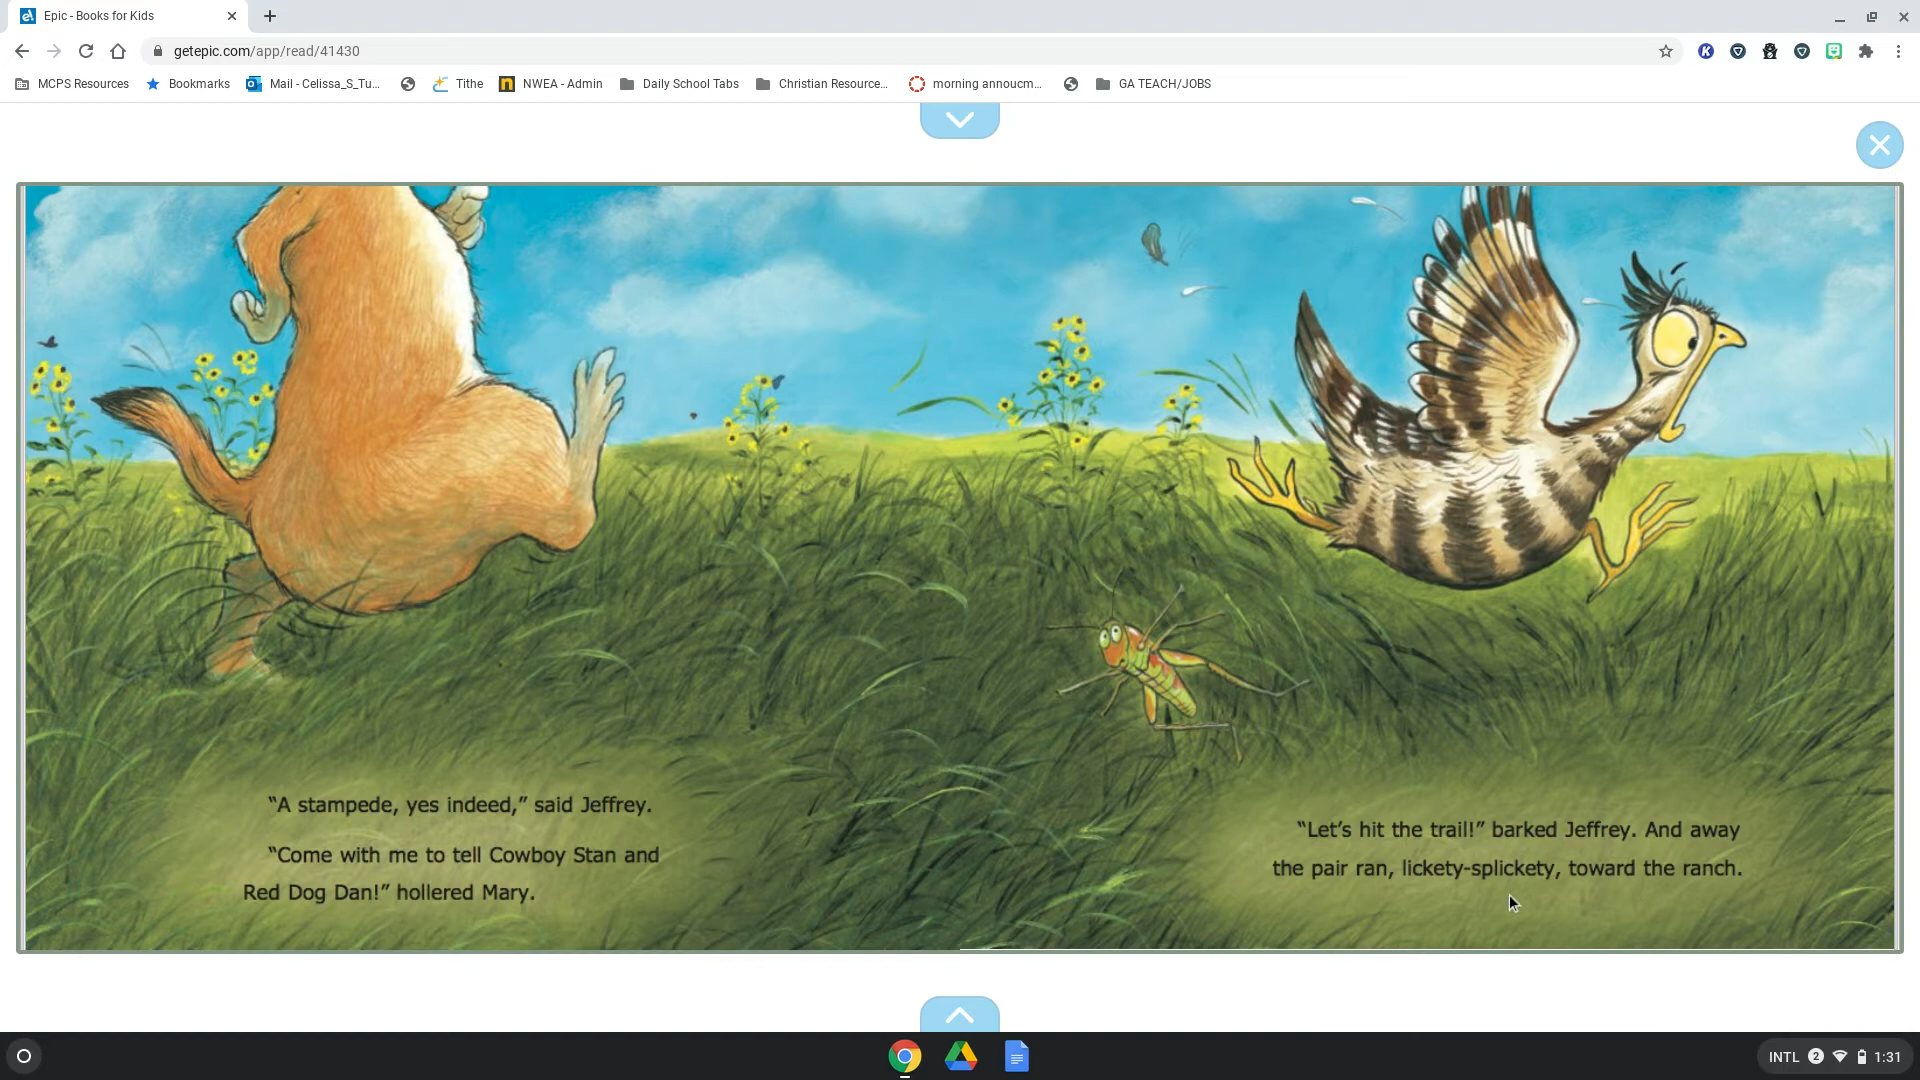 Epic - Books for Kids
getepic.com/app/read/41430
MCPS Resources
Bookmarks
Mail - Celissa_S_Tu...
Tithe
NWEA - Admin
Daily School Tabs
Christian Resource...
morning annoucm...
GA TEACH/JOBS
“A stampede, yes indeed,” said Jeffrey.
“Come with me to tell Cowboy Stan and
Red Dog Dan!” hollered Mary.
“Let’s hit the trail!” barked Jeffrey. And away
the pair ran, lickety-splickety, toward the ranch.
INTL 2 1:31